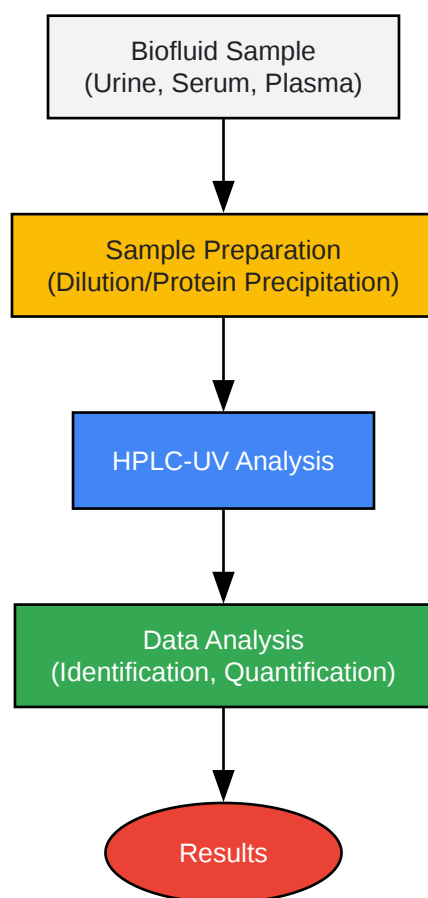 Biofluid Sample
(Urine, Serum, Plasma)
Sample Preparation
(Dilution/Protein Precipitation)
HPLC-UV Analysis
Data Analysis
(Identification, Quantification)
Results